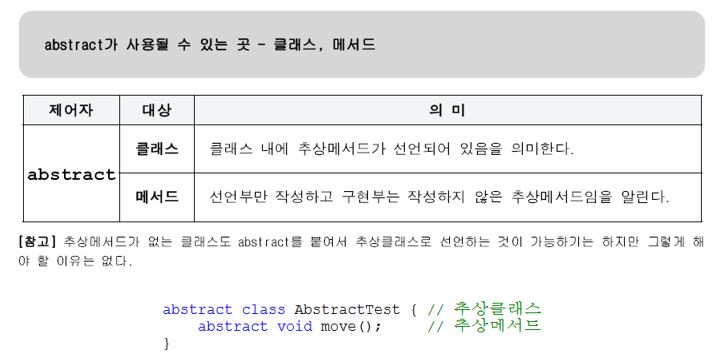 abstract가 사용될 수 있는 곳 - 클래스, 메서드
제어자 대상 의 미
abstract
클래스 클래스 내에 추상메서드가 선언되어 있음을 의미한다.
메서드 선언부만 작성하고 구현부는 작성하지 않은 추상메서드임을 알린다.
[참고] 추상메서드가 없는 클래스도 abstract를 붙여서 추상클래스로 선언하는 것이 가능하기는 하지만 그렇게 해
야 할 이유는 없다.
abstract class AbstractTest { // 추상클래스
abstract void move(); // 추상메서드
}